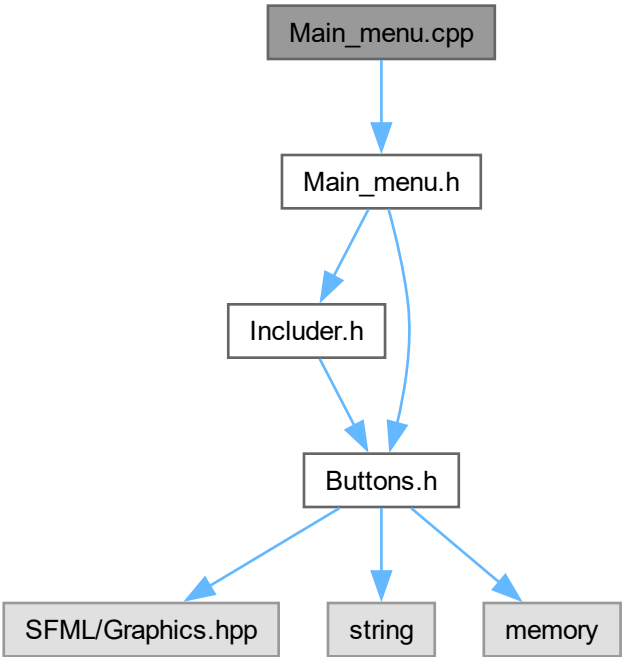 Main_menu.cpp
Main_menu.h
Includer.h
Buttons.h
SFML/Graphics.hpp
string
memory